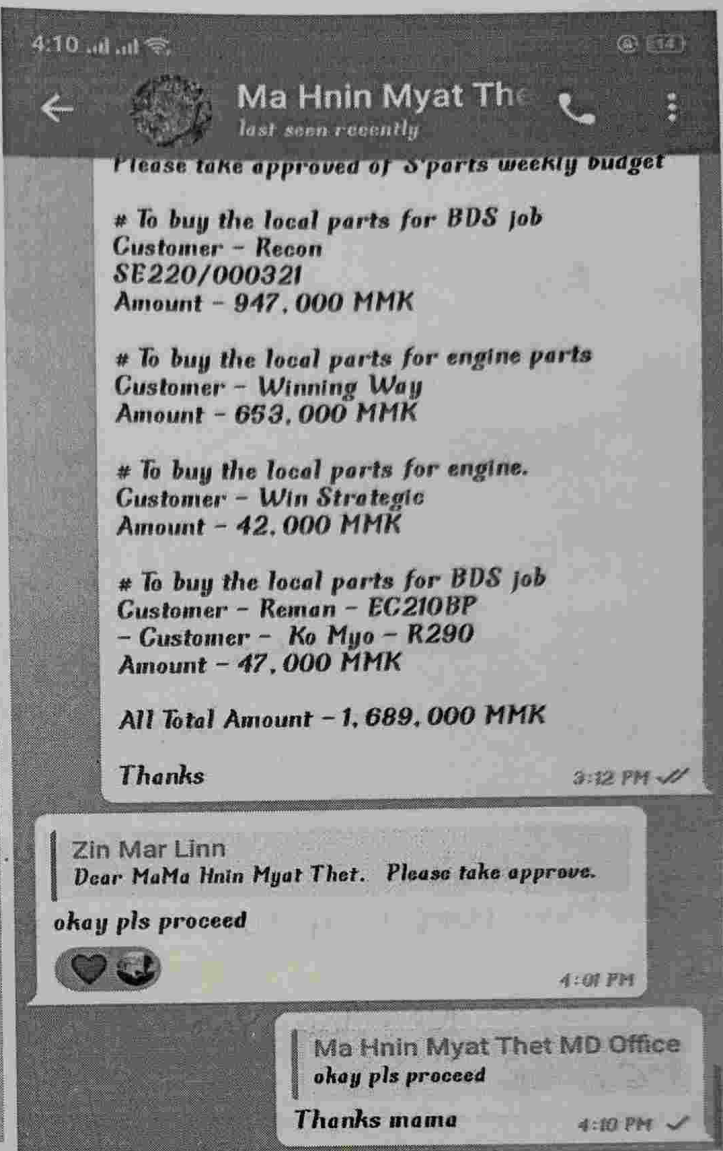 4:10
14
Ma Hnin Myat The
last seen recently
Please take approved of S'parts weekly budget
# To buy the local parts for BDS job
Customer - Recon
SE220/000321
Amount - 947,000 MMK
# To buy the local parts for engine parts
Customer - Winning Way
Amount - 653,000 MMK
# To buy the local parts for engine.
Customer - Win Strategic
Amount - 42,000 MMK
# To buy the local parts for BDS job
Customer - Reman - EC210BP
- Customer - Ko Myo - R290
Amount - 47,000 MMK
All Total Amount - 1,689,000 MMK
Thanks
3:12 PM
Zin Mar Linn
Dear MaMa Hnin Myat Thet. Please take approve.
okay pls proceed
4:01 PM
Ma Hnin Myat Thet MD Office
okay pls proceed
Thanks mama
4:10 PM